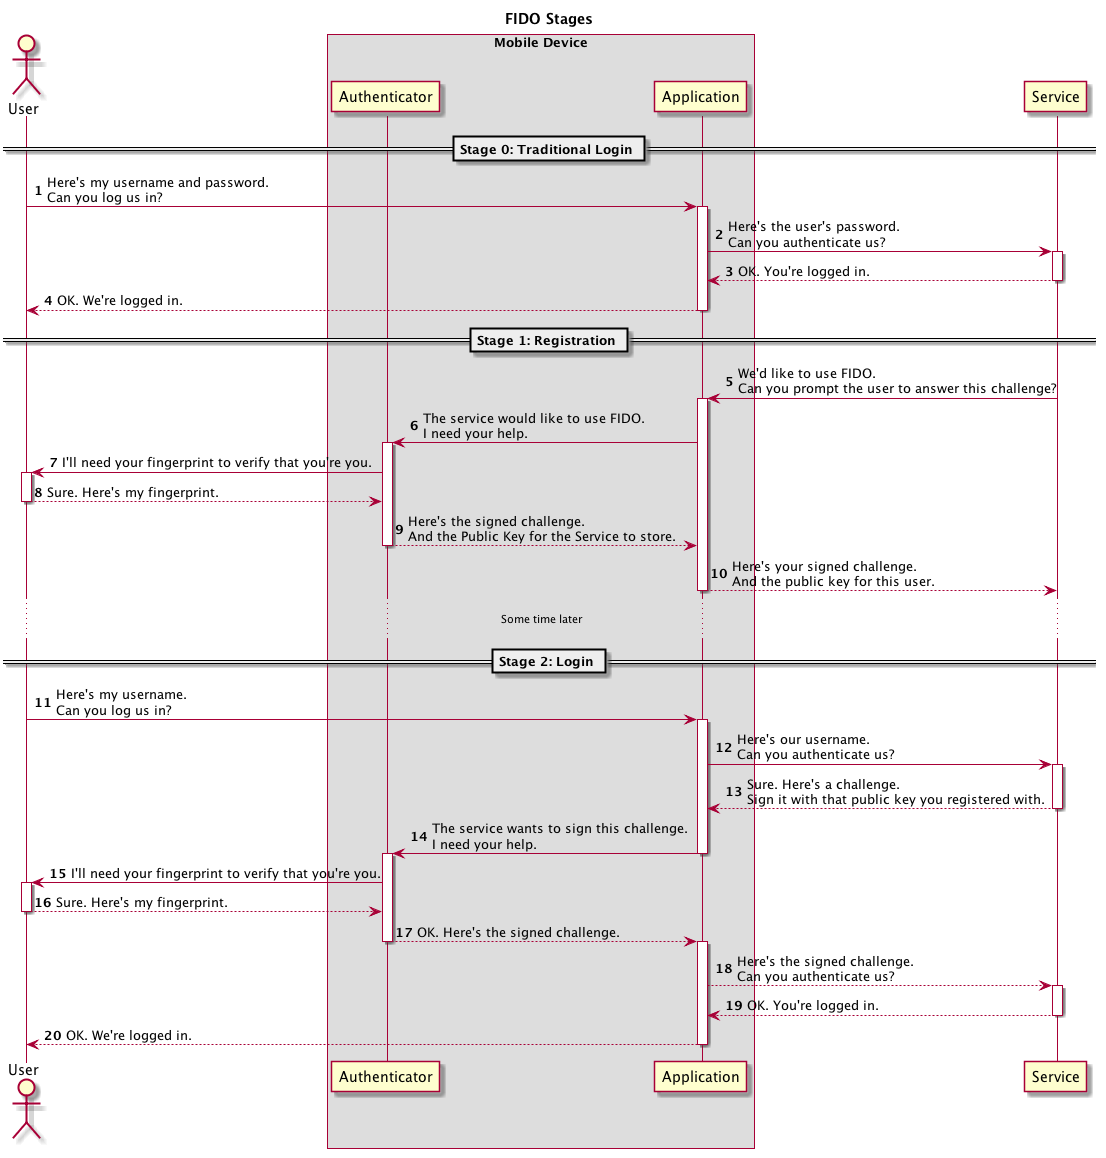 FIDO Stages
Mobile Device
User
Authenticator
Application
Service
Stage 0: Traditional Login
1 Here's my username and password.
Can you log us in?
2 Here's the user's password.
Can you authenticate us?
3 OK. You're logged in.
4 OK. We're logged in.
Stage 1: Registration
5 We'd like to use FIDO.
Can you prompt the user to answer this challenge?
6 The service would like to use FIDO.
I need your help.
7 I'll need your fingerprint to verify that you're you.
8 Sure. Here's my fingerprint.
9 Here's the signed challenge.
And the Public Key for the Service to store.
10 Here's your signed challenge.
And the public key for this user.
Some time later
Stage 2: Login
11 Here's my username.
Can you log us in?
12 Here's our username.
Can you authenticate us?
13 Sure. Here's a challenge.
Sign it with that public key you registered with.
14 The service wants to sign this challenge.
I need your help.
15 I'll need your fingerprint to verify that you're you.
16 Sure. Here's my fingerprint.
17 OK. Here's the signed challenge.
18 Here's the signed challenge.
Can you authenticate us?
19 OK. You're logged in.
20 OK. We're logged in.
User
Authenticator
Application
Service